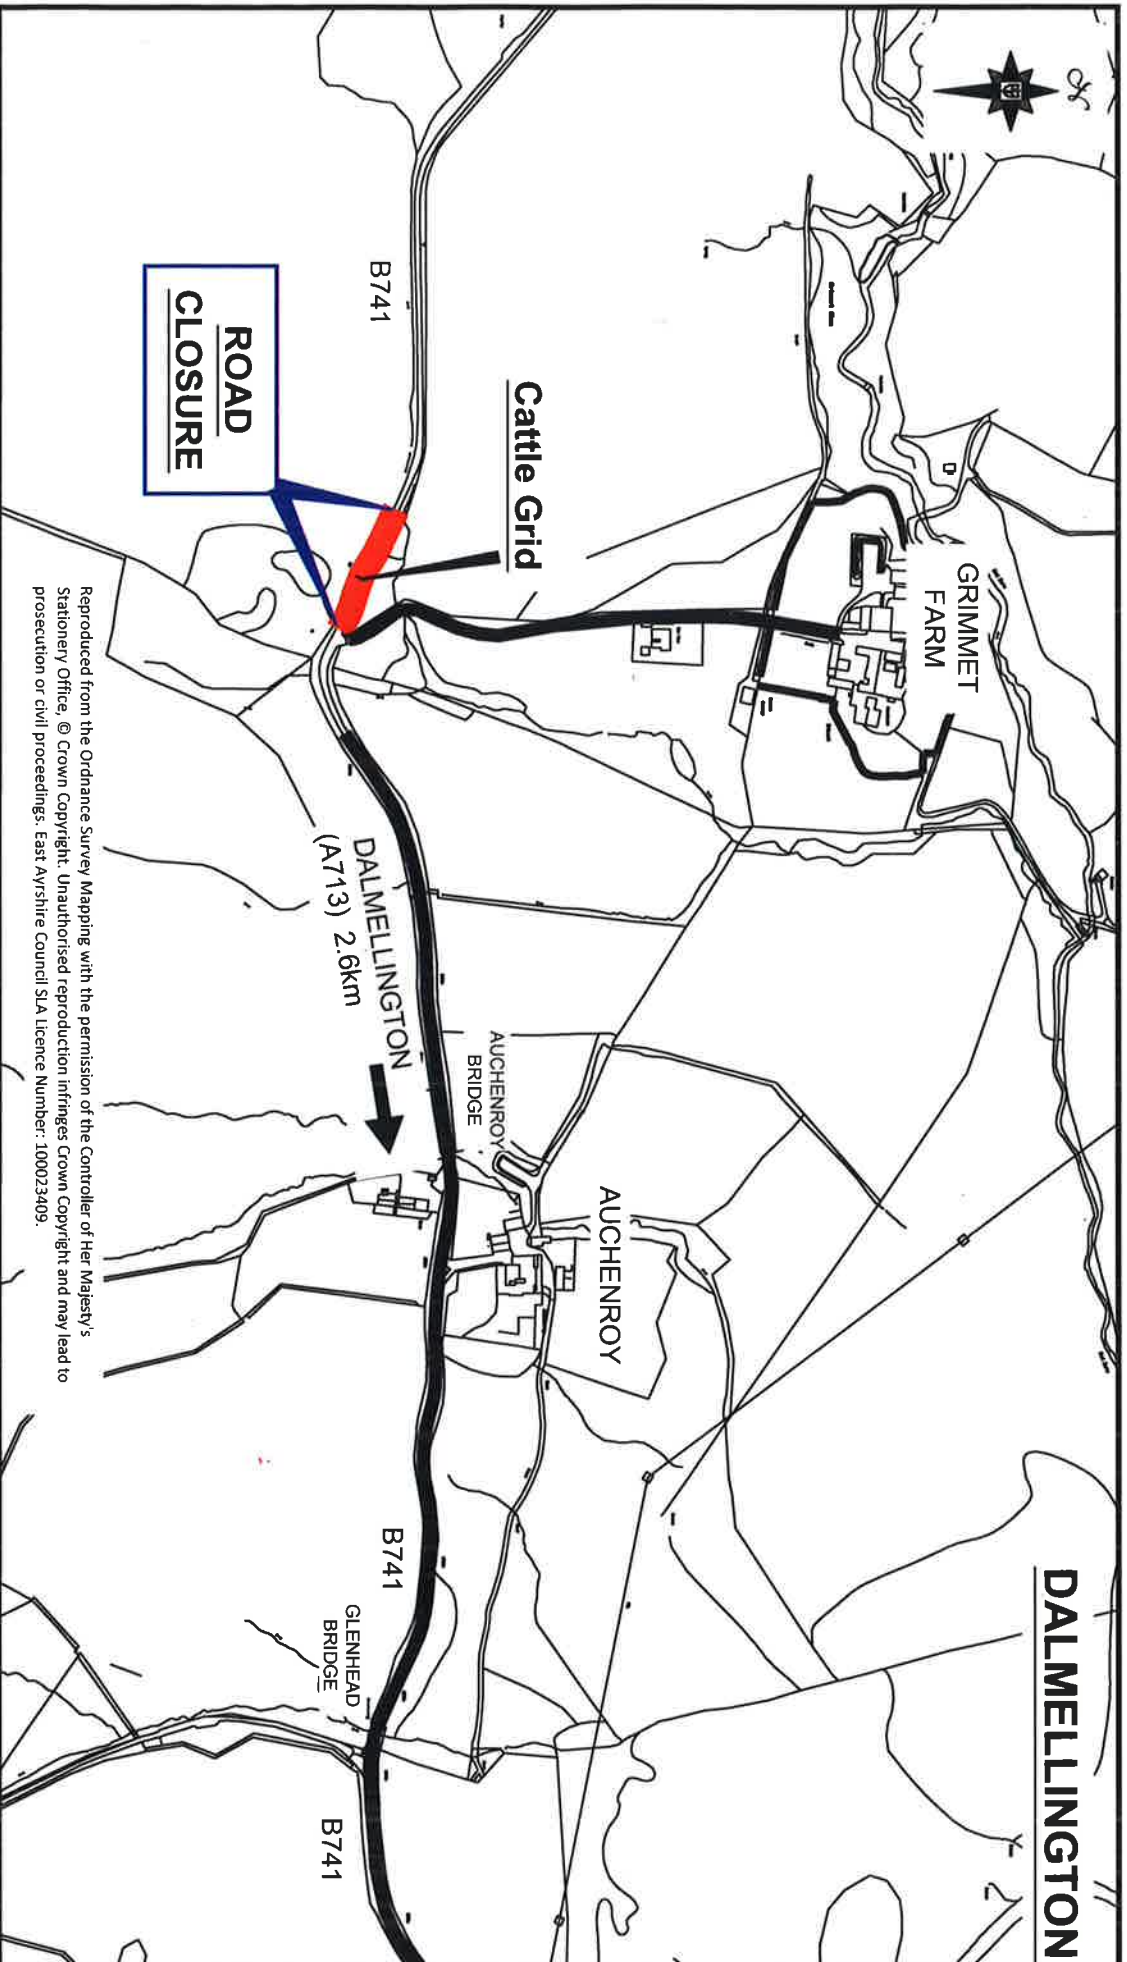 DALMELLINGTON
GRIMMET
FARM
Cattle Grid
B741
ROAD
CLOSURE
AUCHENROY
AUCHENROY
BRIDGE
DALMELLINGTON
(A713) 2.6km
B741
GLENHEAD
BRIDGE
B741
Reproduced from the Ordnance Survey Mapping with the permission of the Controller of Her Majesty's
Stationery Office, © Crown Copyright. Unauthorised reproduction infringes Crown Copyright and may lead to
prosecution or civil proceedings. East Ayrshire Council SLA Licence Number: 100023409.